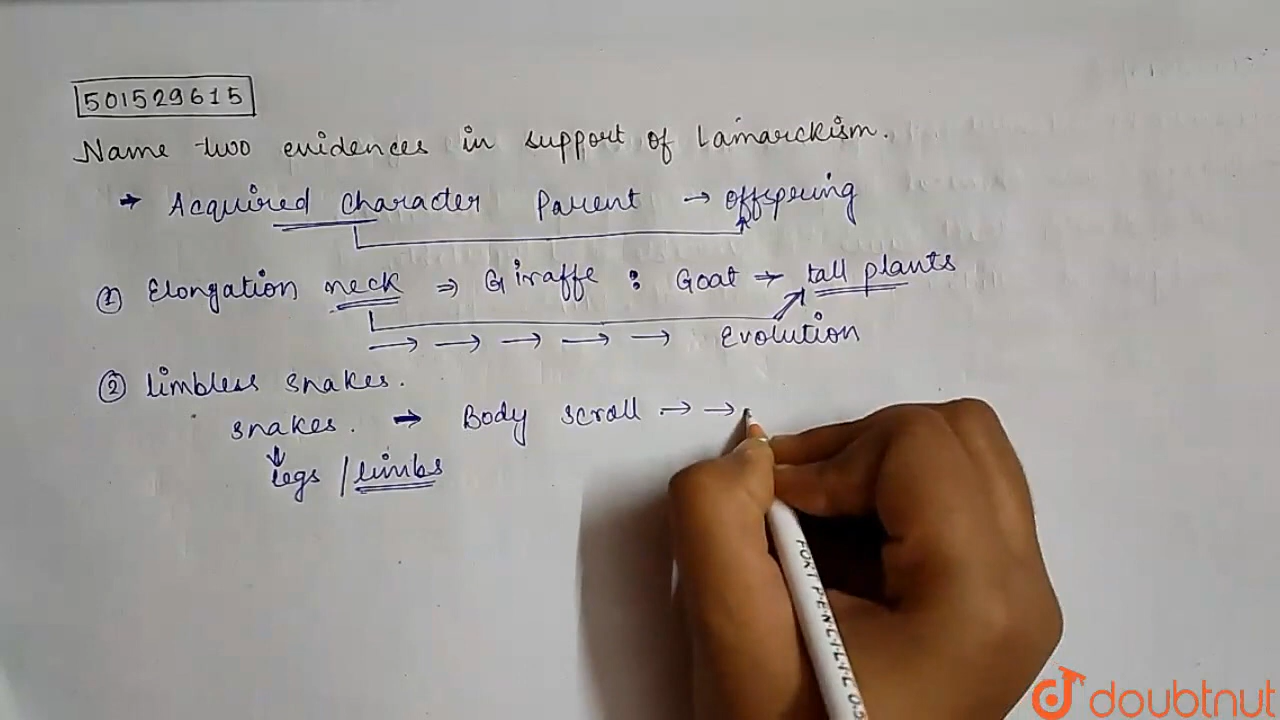 501529615
Name two evidences in support of Lamarckism.
→ Acquired character Parent → offspring
① Elongation neck ⇒ Giraffe : Goat → tall plants
→ → → → → Evolution
② limbless snakes.
snakes. → Body scroll → →
↓
legs / limbs
FORT PENCILTIC 0.5
doubtnut